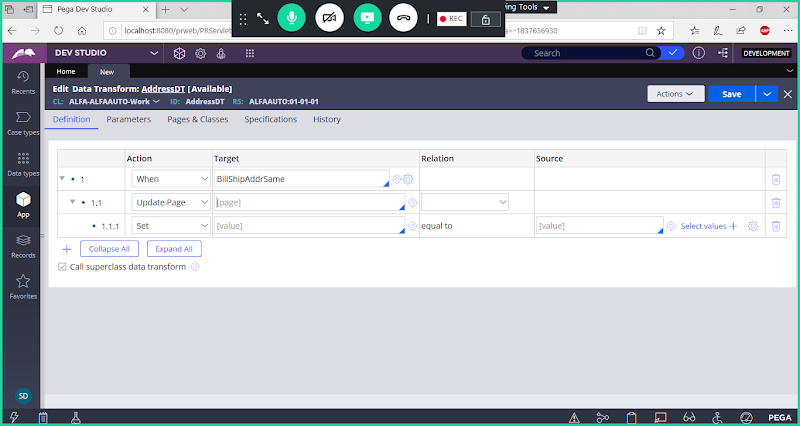 Pega Dev Studio
REC
ving Tools
localhost:8080/prweb/PRServlet
a=-1837656930
ABP
DEV STUDIO
Search
DEVELOPMENT
Home
New
Edit Data Transform: AddressDT [Available]
CL: ALFA-ALFAAUTO-Work ID: AddressDT RS: ALFAAUTO:01-01-01
Actions
Save
Recents
Case types
Data types
App
Records
Favorites
SD
Definition Parameters Pages & Classes Specifications History
Action Target Relation Source
1 When BillShipAddrSame
1.1 Update Page [page]
1.1.1 Set [value] equal to [value] Select values
Collapse All Expand All
Call superclass data transform
PEGA